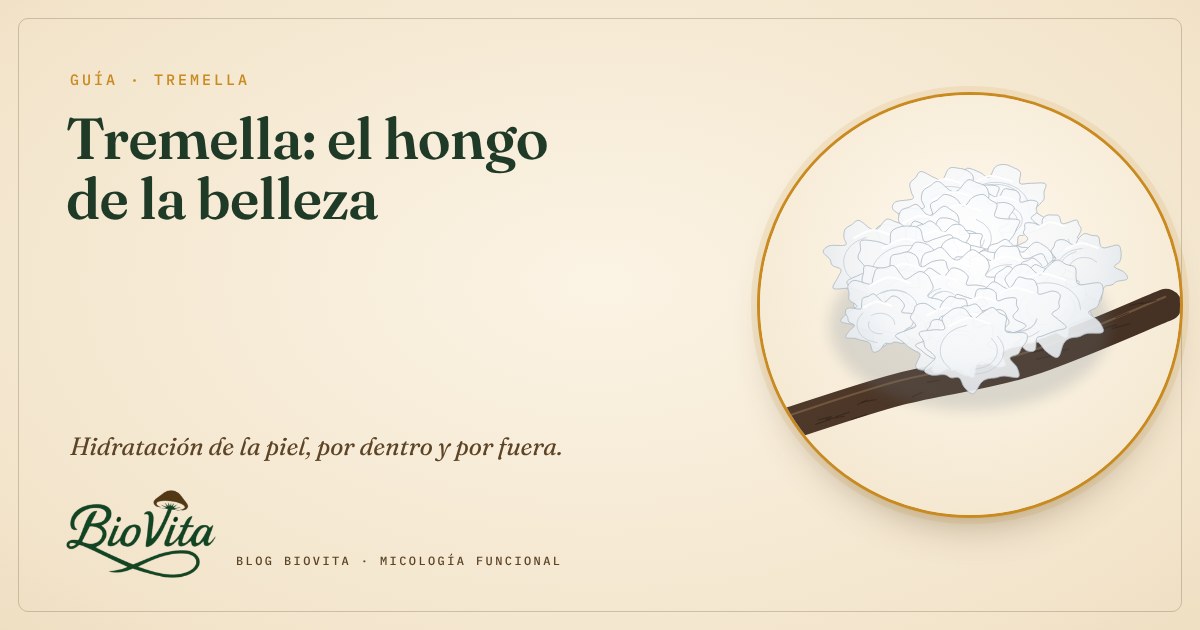 GUÍA · TREMELLA
Tremella: el hongo
de la belleza
Hidratación de la piel, por dentro y por fuera.
BioVita
BLOG BIOVITA · MICOLOGÍA FUNCIONAL